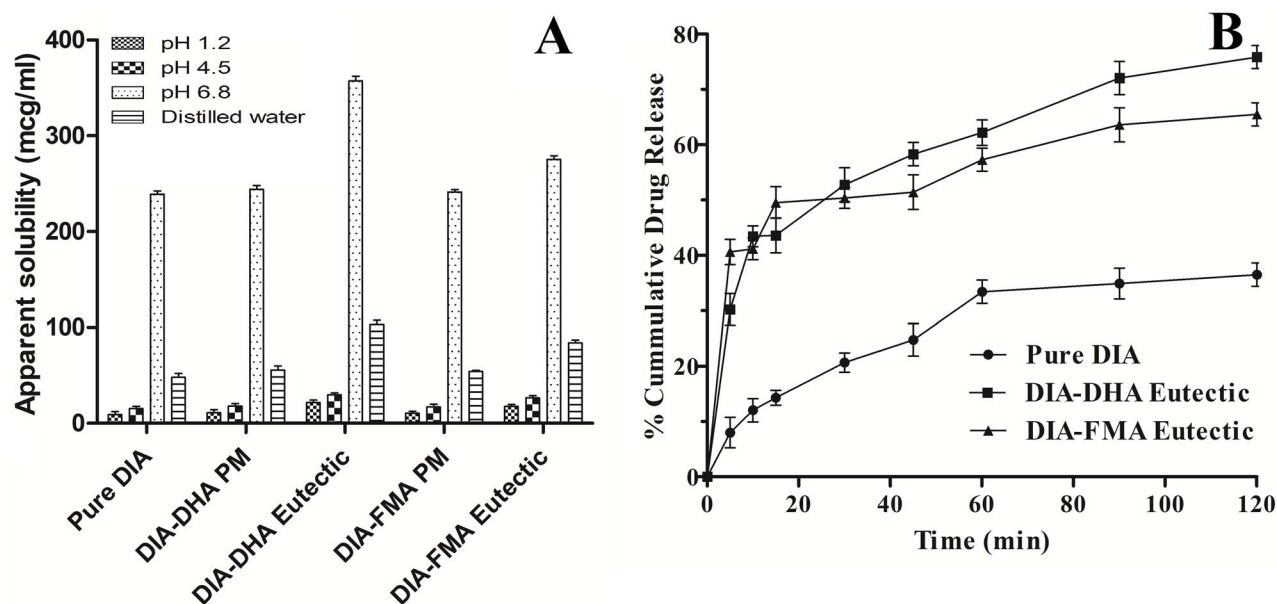 A
pH 1.2
pH 4.5
pH 6.8
Distilled water
Apparent solubility (mcg/ml)
400
300
200
100
0
Pure DIA
DIA-DHA PM
DIA-DHA Eutectic
DIA-FMA PM
DIA-FMA Eutectic
B
% Cummulative Drug Release
80
60
40
20
0
Pure DIA
DIA-DHA Eutectic
DIA-FMA Eutectic
0 20 40 60 80 100 120
Time (min)